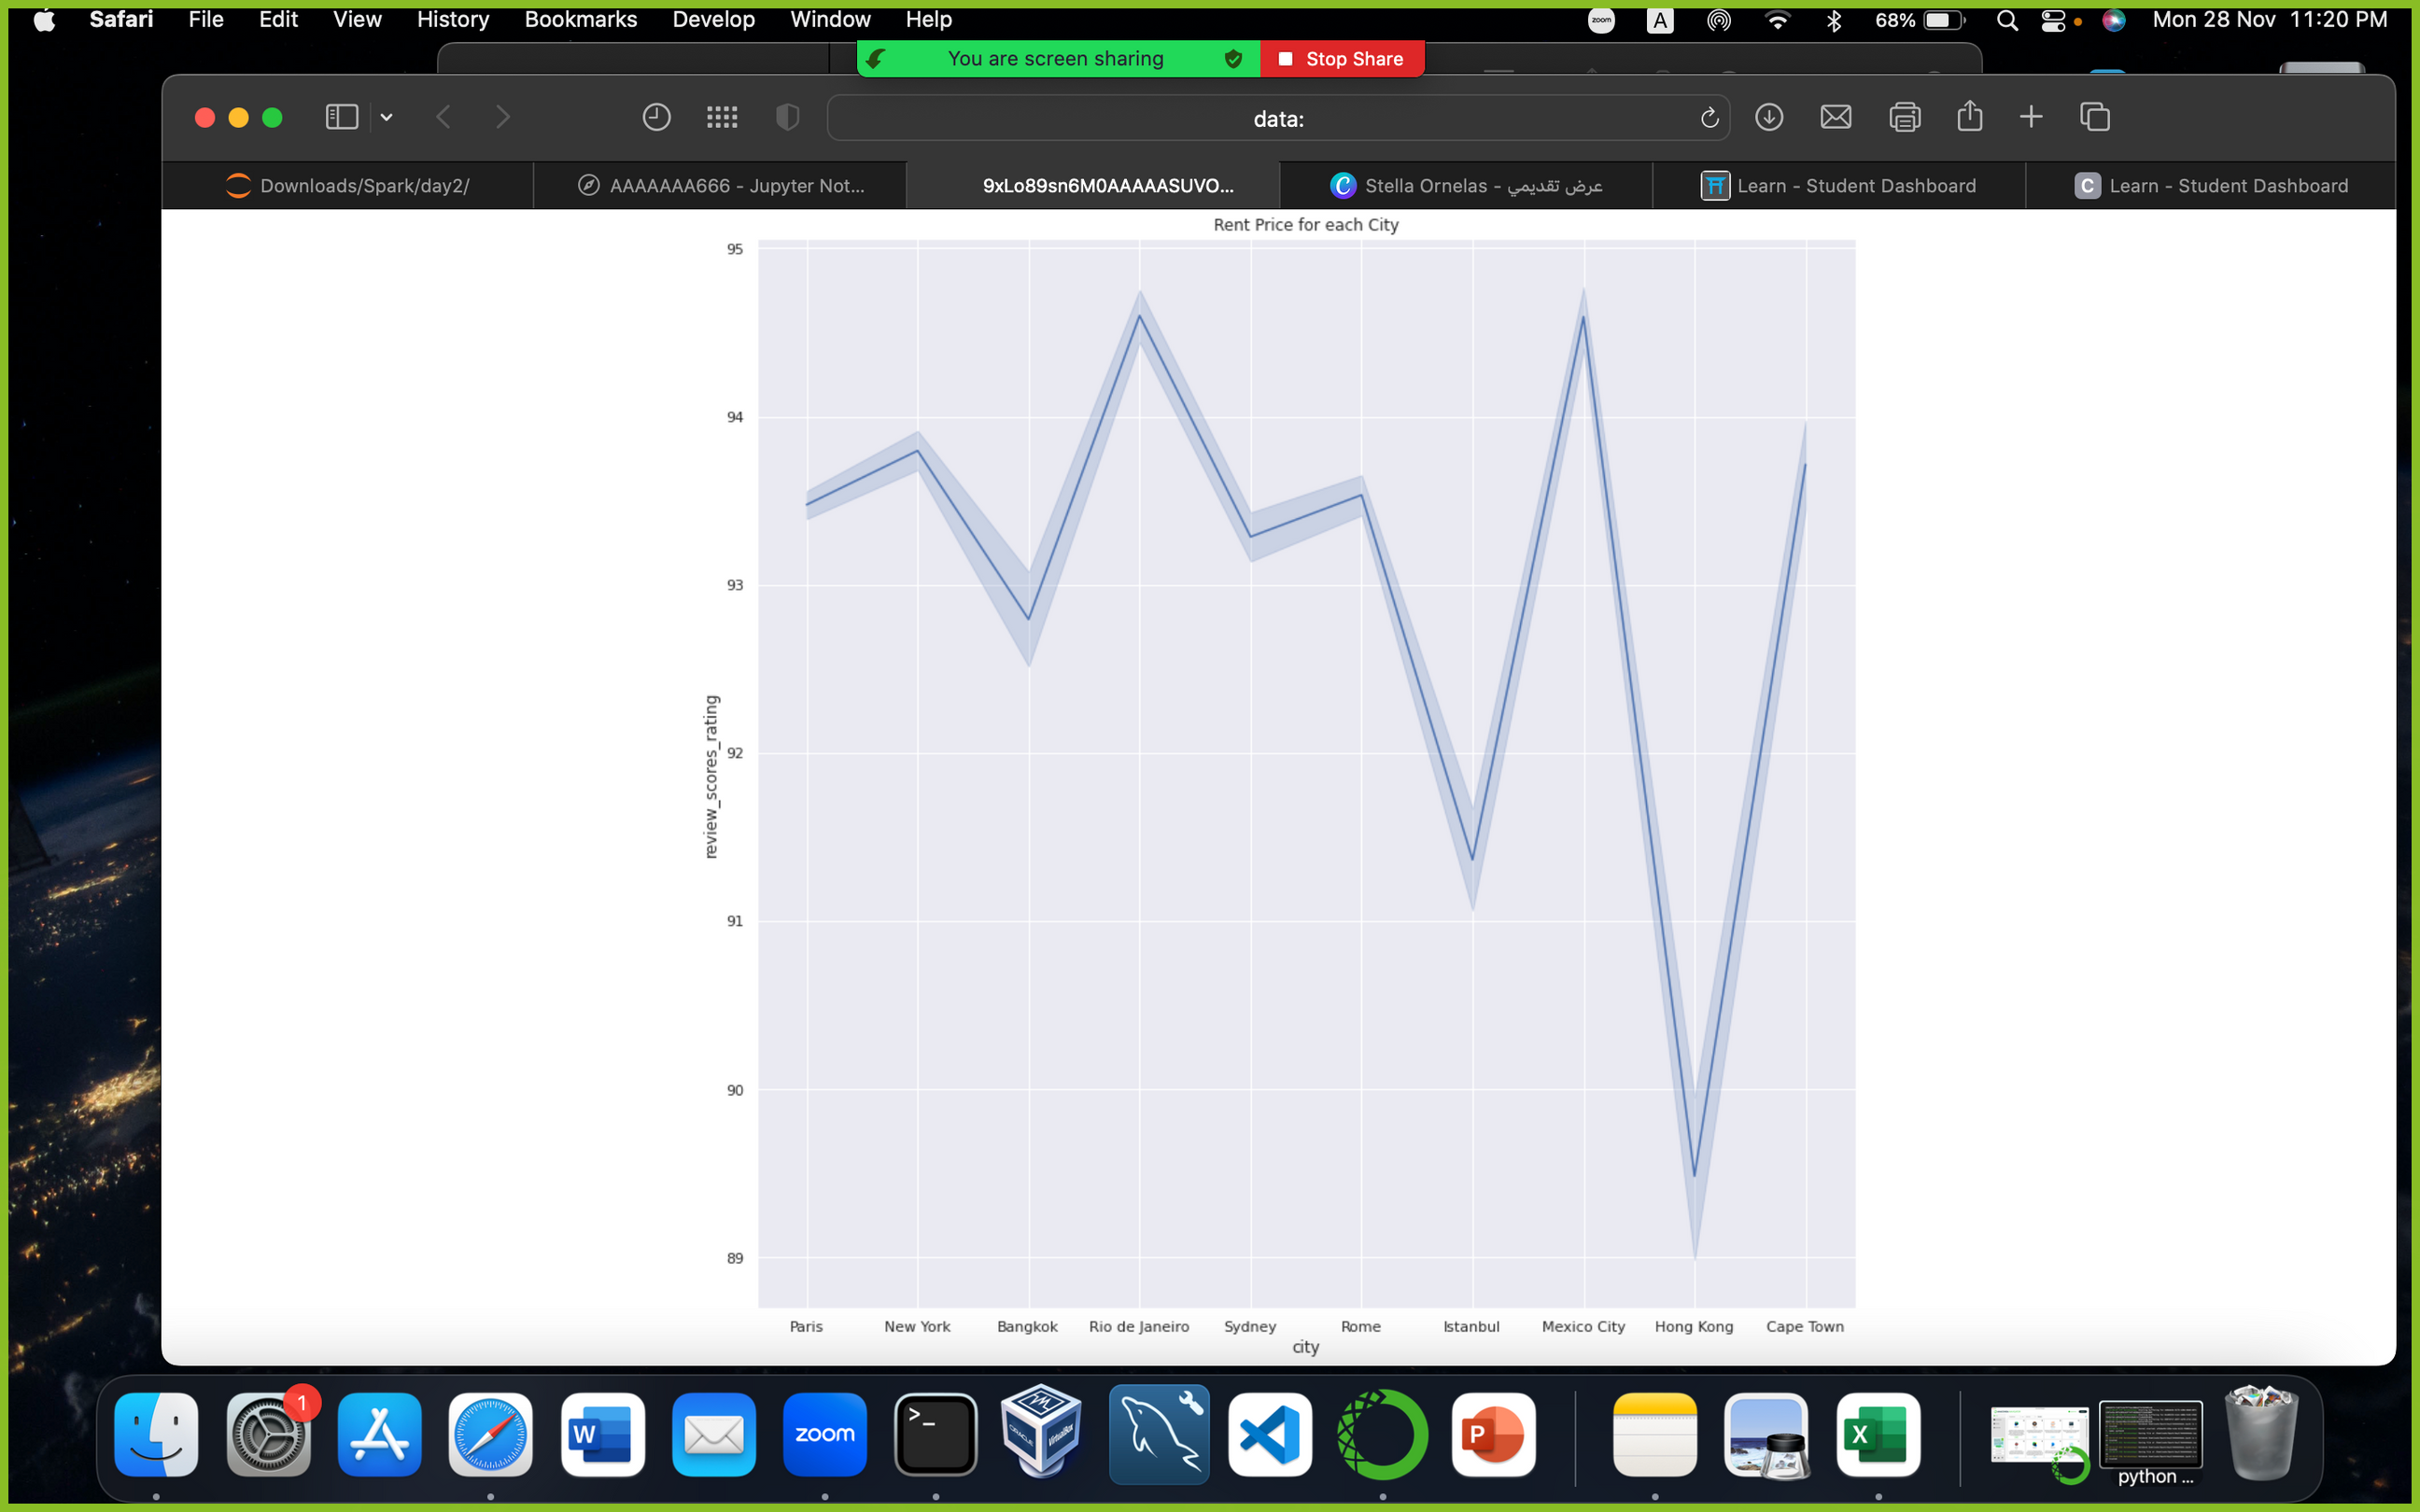 Safari File Edit View History Bookmarks Develop Window Help zoom A 68% Mon 28 Nov 11:20 PM
You are screen sharing Stop Share
data:
Downloads/Spark/day2/ AAAAAAA666 - Jupyter Not... 9xLo89sn6M0AAAAASUVO... Stella Ornelas - عرض تقديمي Learn - Student Dashboard C Learn - Student Dashboard
Rent Price for each City
95
94
93
92
91
90
89
review_scores_rating
Paris New York Bangkok Rio de Janeiro Sydney Rome Istanbul Mexico City Hong Kong Cape Town
city
1
W zoom >_ ORACLE VirtualBox P X
python ...